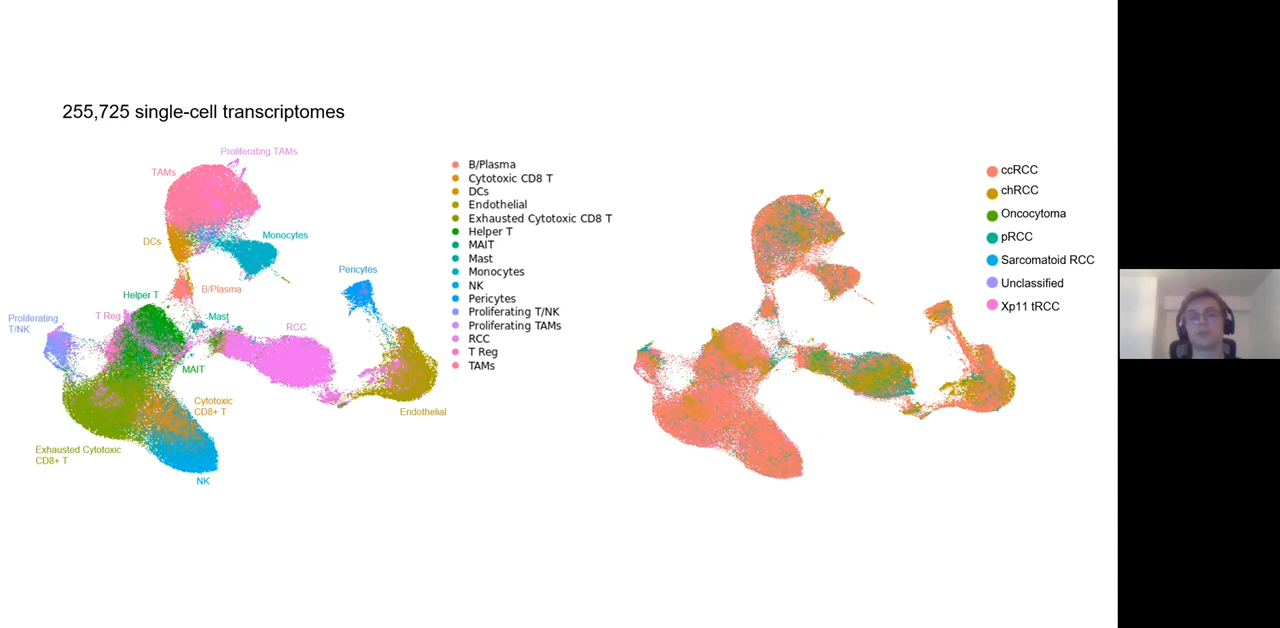 255,725 single-cell transcriptomes
Proliferating TAMs
TAMs
DCs
Monocytes
B/Plasma
Pericytes
Helper T
T Reg
Mast
Proliferating
T/NK
RCC
MAIT
Cytotoxic
CD8+ T
Endothelial
Exhausted Cytotoxic
CD8+ T
NK
B/Plasma
Cytotoxic CD8 T
DCs
Endothelial
Exhausted Cytotoxic CD8 T
Helper T
MAIT
Mast
Monocytes
NK
Pericytes
Proliferating T/NK
Proliferating TAMs
RCC
T Reg
TAMs
ccRCC
chRCC
Oncocytoma
pRCC
Sarcomatoid RCC
Unclassified
Xp11 tRCC